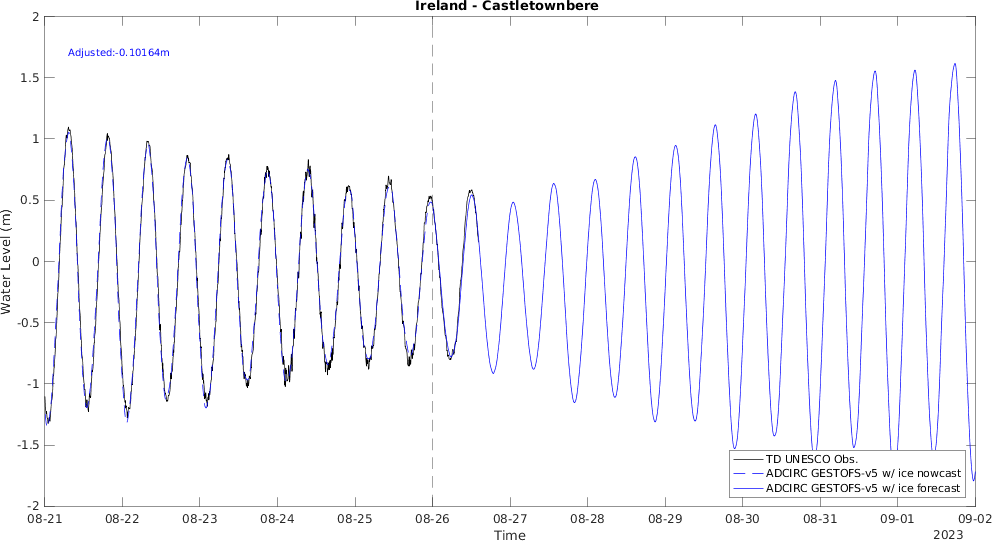 Ireland - Castletownbere
Adjusted:-0.10164m
2
1.5
1
0.5
0
-0.5
-1
-1.5
-2
Water Level (m)
TD UNESCO Obs.
ADCIRC GESTOFS-v5 w/ ice nowcast
ADCIRC GESTOFS-v5 w/ ice forecast
08-21 08-22 08-23 08-24 08-25 08-26 08-27 08-28 08-29 08-30 08-31 09-01 09-02
Time
2023